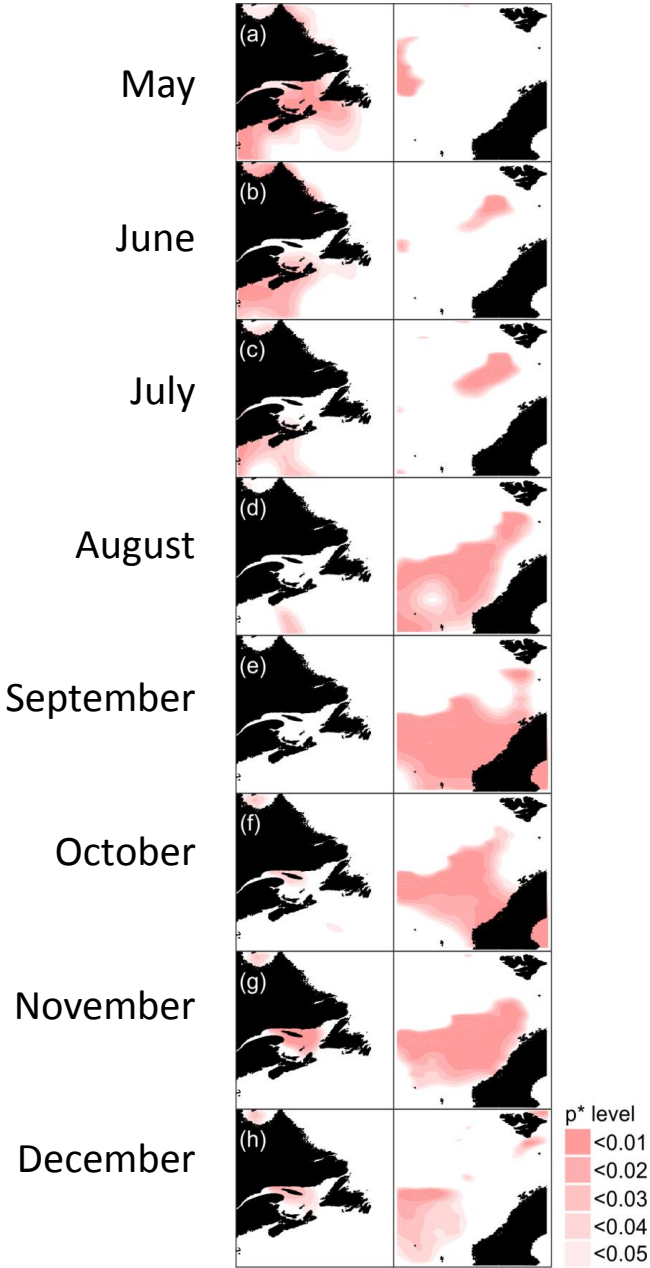 (a)
May
(b)
June
(c)
July
(d)
August
(e)
September
(f)
October
(g)
November
(h)
December
p* level
<0.01
<0.02
<0.03
<0.04
<0.05